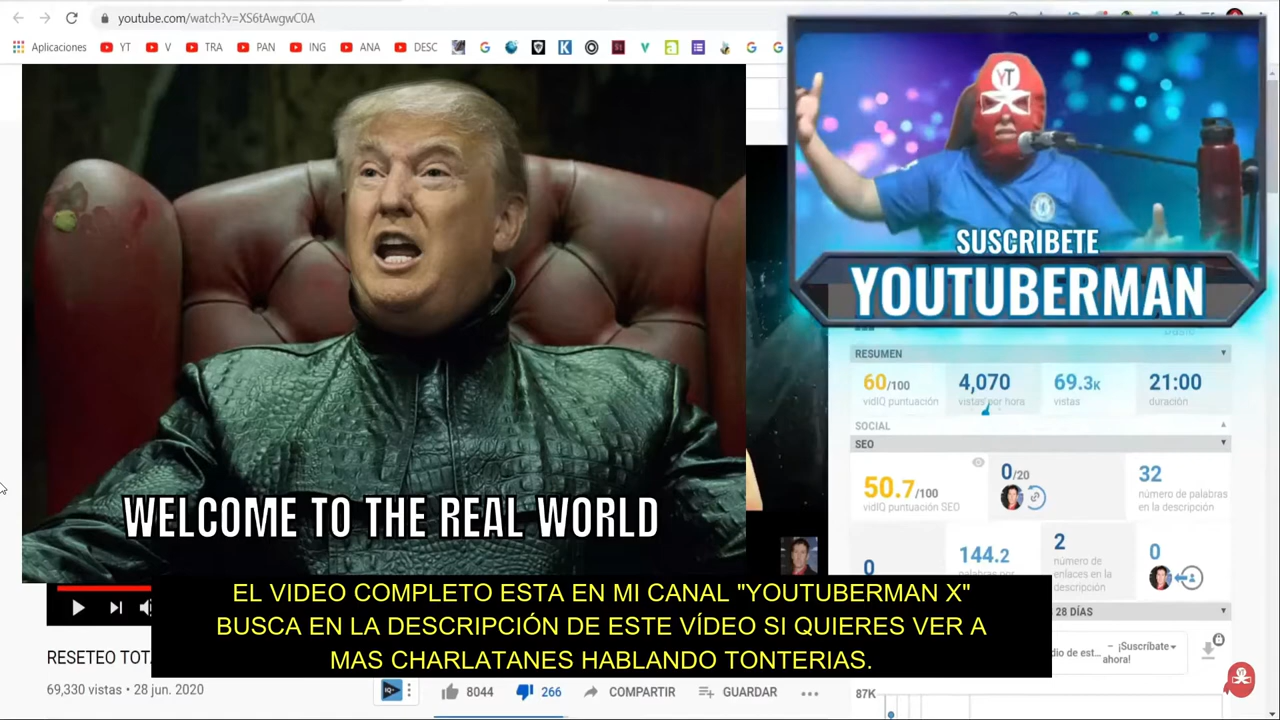 youtube.com/watch?v=XS6tAwgwC0A
Aplicaciones YT V TRA PAN ING ANA DESC
YT
SUSCRIBETE
YOUTUBERMAN
RESUMEN
60/100 4,070 69.3K 21:00
vidIQ puntuación vistas por hora vistas duración
SOCIAL
SEO
50.7/100 0/20 32
vidIQ puntuación SEO número de palabras
en la descripción
0 144.2 2 0
número de
enlaces en la
descripción
28 DÍAS
– ¡Suscríbate
ahora!
87K
WELCOME TO THE REAL WORLD
EL VIDEO COMPLETO ESTA EN MI CANAL "YOUTUBERMAN X"
BUSCA EN LA DESCRIPCIÓN DE ESTE VÍDEO SI QUIERES VER A
MAS CHARLATANES HABLANDO TONTERIAS.
RESETEO
69,330 vistas • 28 jun. 2020 IQ+ 8044 266 COMPARTIR GUARDAR